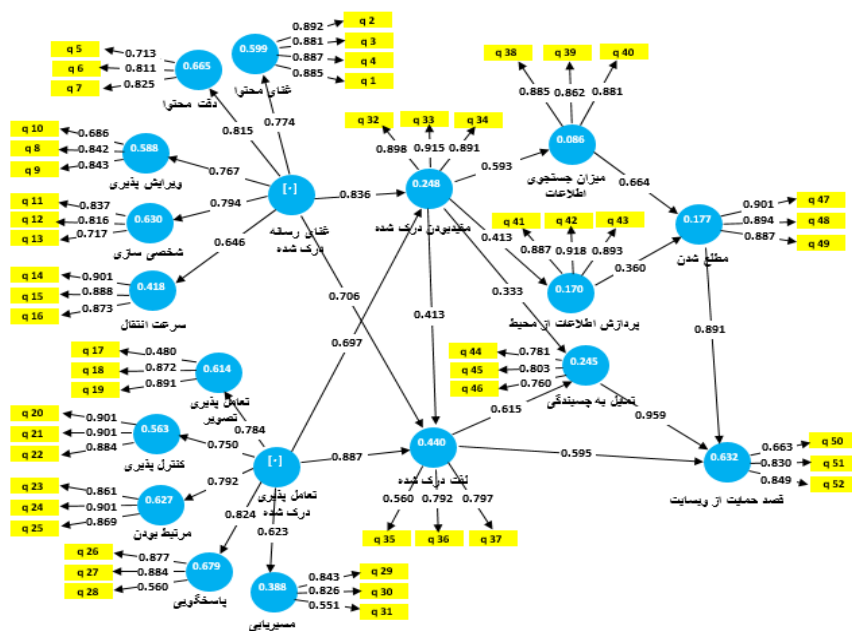 q 5
q 6
q 7
0.713
0.811
0.825
0.665
دقت محتوا
0.815
0.599
غنای محتوا
0.774
0.892
0.881
0.887
0.885
q 2
q 3
q 4
q 1
q 10
q 8
q 9
0.686
0.842
0.843
0.588
ویرایش پذیری
0.767
q 11
q 12
q 13
0.837
0.816
0.717
0.630
شخصی سازی
0.794
q 14
q 15
q 16
0.901
0.888
0.873
0.418
سرعت انتقال
0.646
[٠]
غنای رسانه
درک شده
0.836
0.706
q 32
q 33
q 34
0.898
0.915
0.891
0.248
مفیدبودن درک شده
0.593
0.413
0.333
0.413
0.697
q 38
q 39
q 40
0.885
0.862
0.881
0.086
میزان جستجوی
اطلاعات
0.664
q 41
q 42
q 43
0.887
0.918
0.893
0.170
پردازش اطلاعات از محیط
0.360
0.177
مطلع شدن
0.901
0.894
0.887
q 47
q 48
q 49
0.891
q 44
q 45
q 46
0.781
0.803
0.760
0.245
تمایل به چسبندگی
0.615
0.959
q 17
q 18
q 19
0.480
0.872
0.891
0.614
تعامل پذیری
تصویر
0.784
q 20
q 21
q 22
0.901
0.901
0.884
0.563
کنترل پذیری
0.750
q 23
q 24
q 25
0.861
0.901
0.869
0.627
مرتبط بودن
0.792
q 26
q 27
q 28
0.877
0.884
0.560
0.679
پاسخگویی
0.824
[٠]
تعامل پذیری
درک شده
0.887
0.623
0.388
مسیریابی
0.843
0.826
0.551
q 29
q 30
q 31
0.440
لذت درک شده
0.560
0.792
0.797
q 35
q 36
q 37
0.595
0.632
قصد حمایت از وبسایت
0.663
0.830
0.849
q 50
q 51
q 52